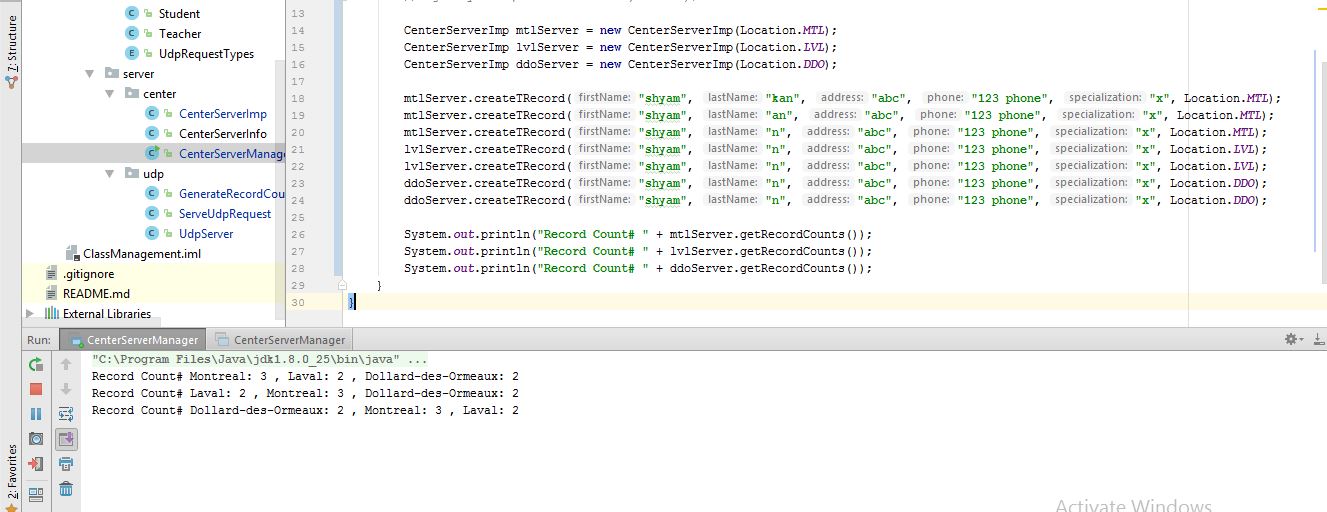 Student
Teacher
UdpRequestTypes
server
center
CenterServerImp
CenterServerInfo
CenterServerManage
udp
GenerateRecordCou
ServeUdpRequest
UdpServer
ClassManagement.iml
.gitignore
README.md
External Libraries
7: Structure
2: Favorites
13
14 CenterServerImp mtlServer = new CenterServerImp(Location.MTL);
15 CenterServerImp lvlServer = new CenterServerImp(Location.LVL);
16 CenterServerImp ddoServer = new CenterServerImp(Location.DDO);
17
18 mtlServer.createTRecord( firstName: "shyam", lastName: "kan", address: "abc", phone: "123 phone", specialization: "x", Location.MTL);
19 mtlServer.createTRecord( firstName: "shyam", lastName: "an", address: "abc", phone: "123 phone", specialization: "x", Location.MTL);
20 mtlServer.createTRecord( firstName: "shyam", lastName: "n", address: "abc", phone: "123 phone", specialization: "x", Location.MTL);
21 lvlServer.createTRecord( firstName: "shyam", lastName: "n", address: "abc", phone: "123 phone", specialization: "x", Location.LVL);
22 lvlServer.createTRecord( firstName: "shyam", lastName: "n", address: "abc", phone: "123 phone", specialization: "x", Location.LVL);
23 ddoServer.createTRecord( firstName: "shyam", lastName: "n", address: "abc", phone: "123 phone", specialization: "x", Location.DDO);
24 ddoServer.createTRecord( firstName: "shyam", lastName: "n", address: "abc", phone: "123 phone", specialization: "x", Location.DDO);
25
26 System.out.println("Record Count# " + mtlServer.getRecordCounts());
27 System.out.println("Record Count# " + lvlServer.getRecordCounts());
28 System.out.println("Record Count# " + ddoServer.getRecordCounts());
29 }
30 }
Run: CenterServerManager CenterServerManager
"C:\Program Files\Java\jdk1.8.0_25\bin\java" ...
Record Count# Montreal: 3 , Laval: 2 , Dollard-des-Ormeaux: 2
Record Count# Laval: 2 , Montreal: 3 , Dollard-des-Ormeaux: 2
Record Count# Dollard-des-Ormeaux: 2 , Montreal: 3 , Laval: 2
Activate Windows